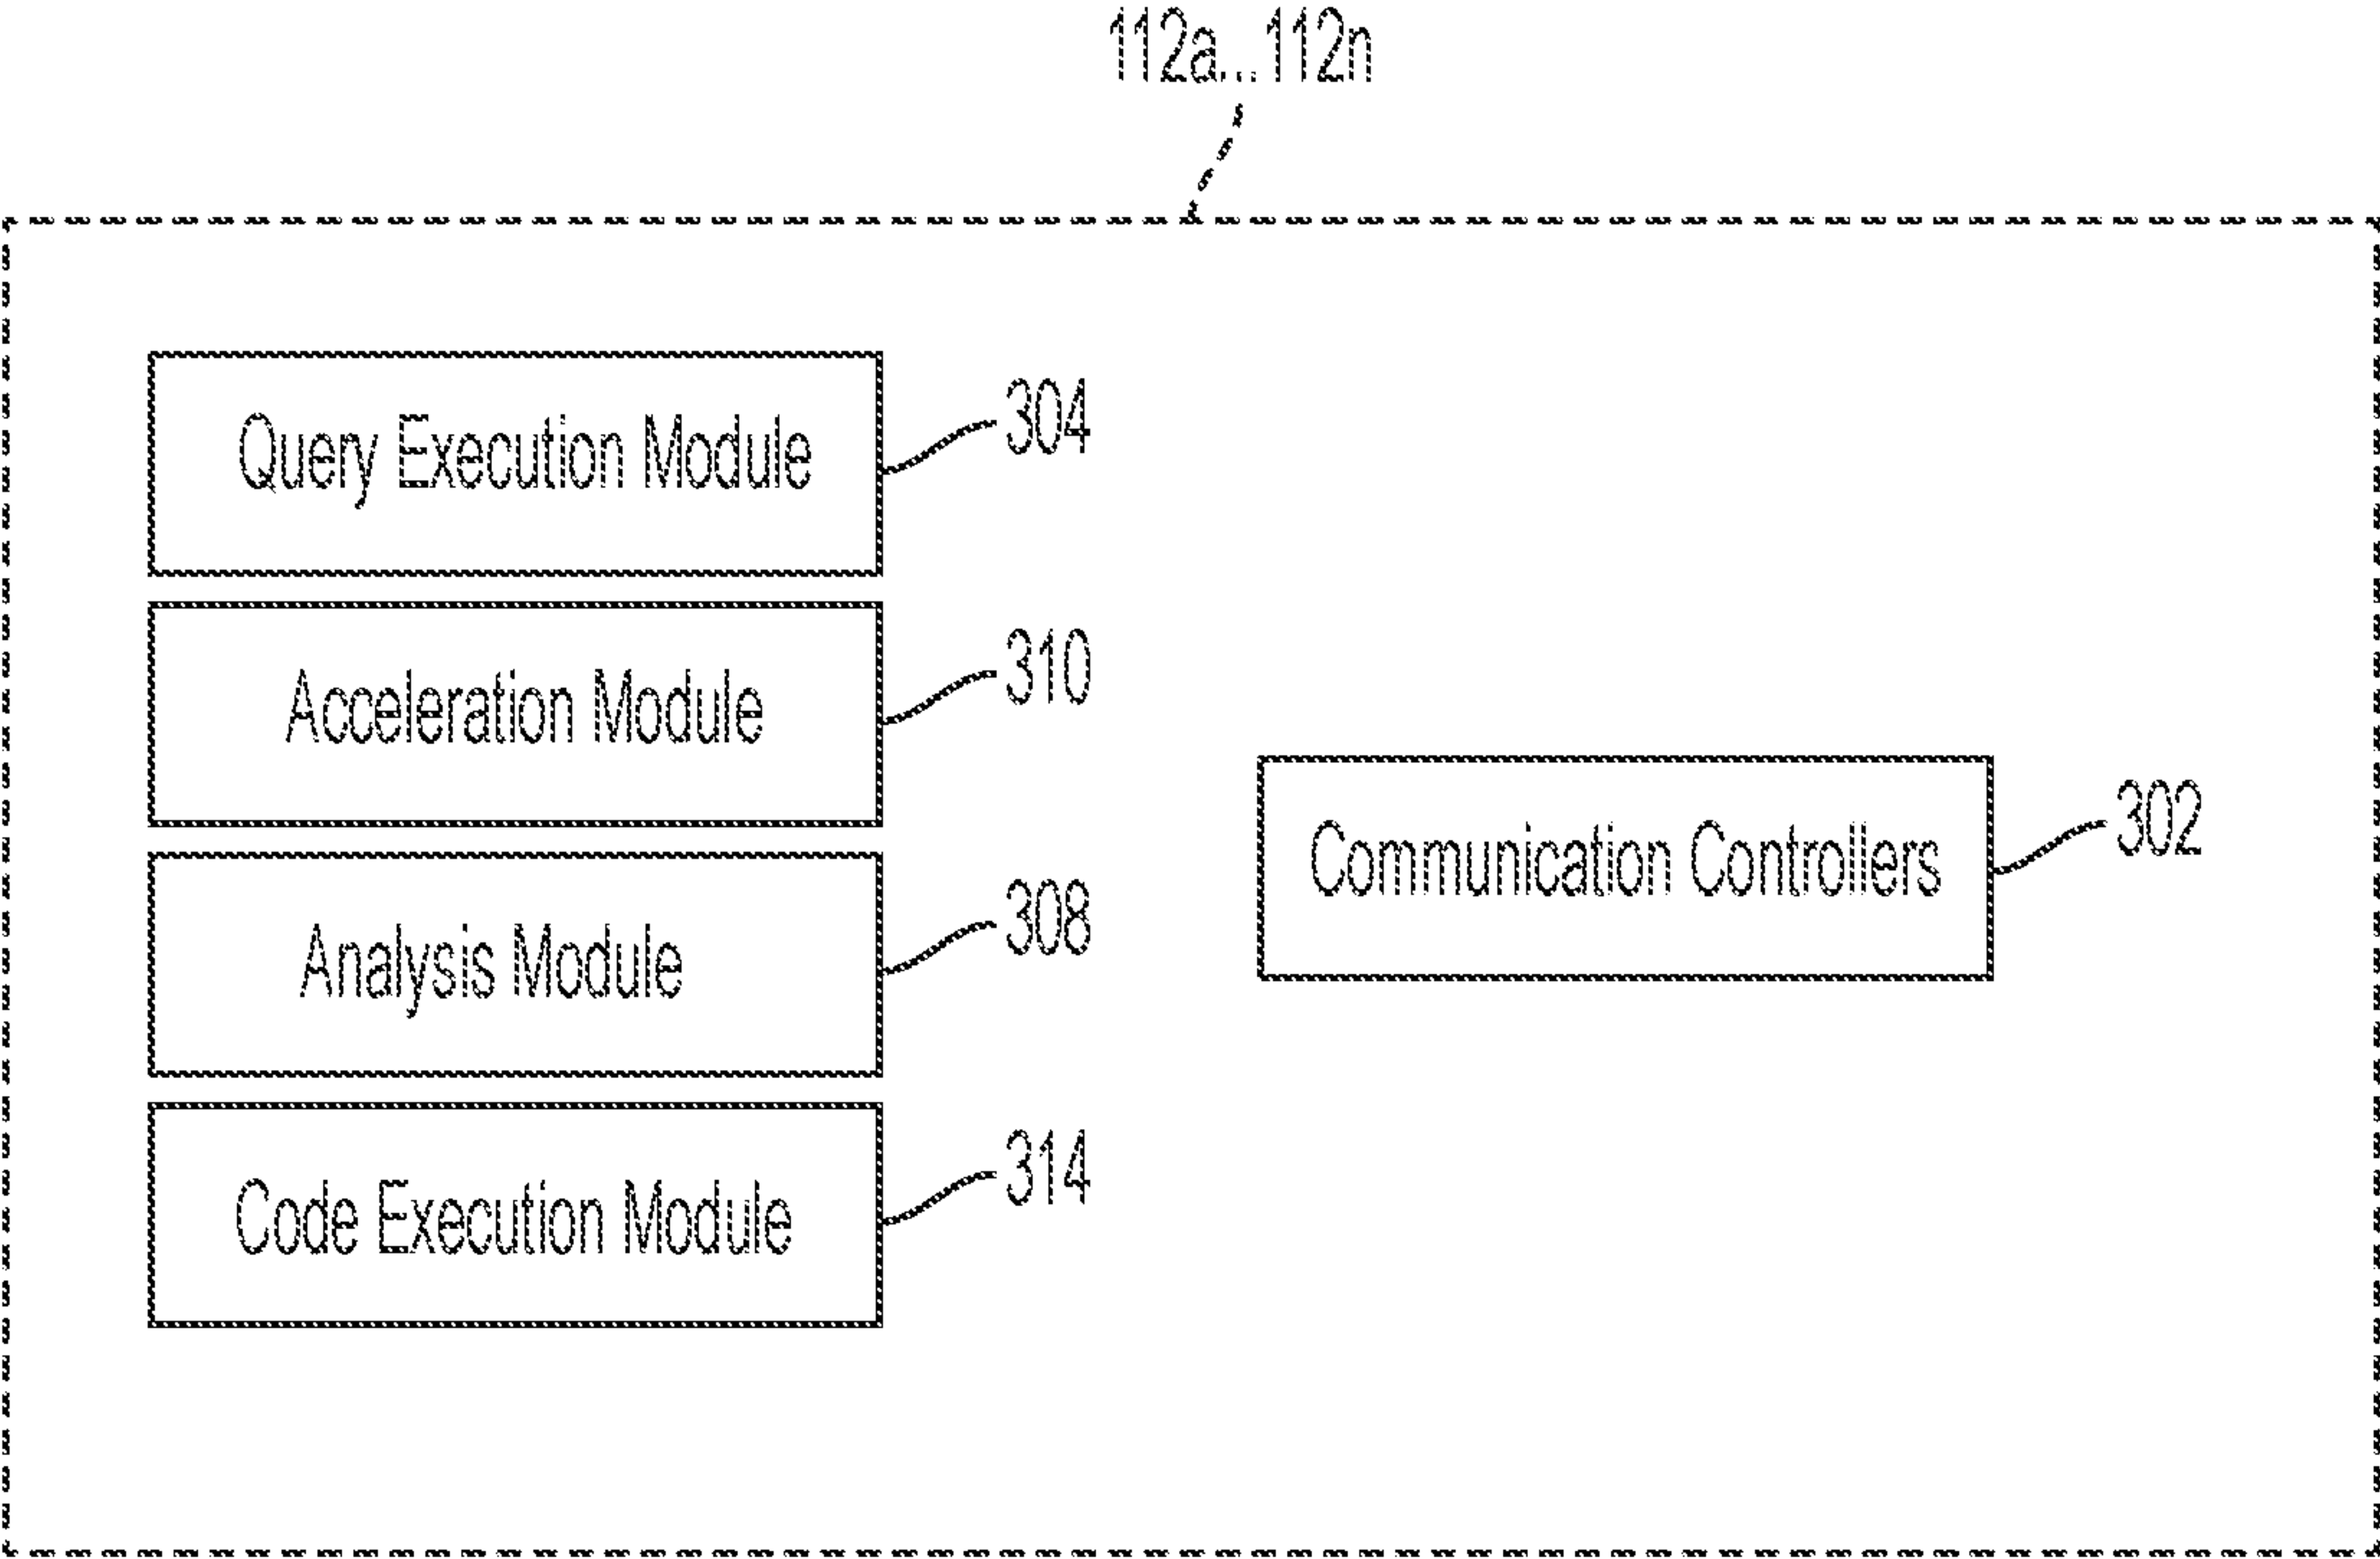 112a...112n
Query Execution Module
304
Acceleration Module
310
Analysis Module
308
Code Execution Module
314
Communication Controllers
302